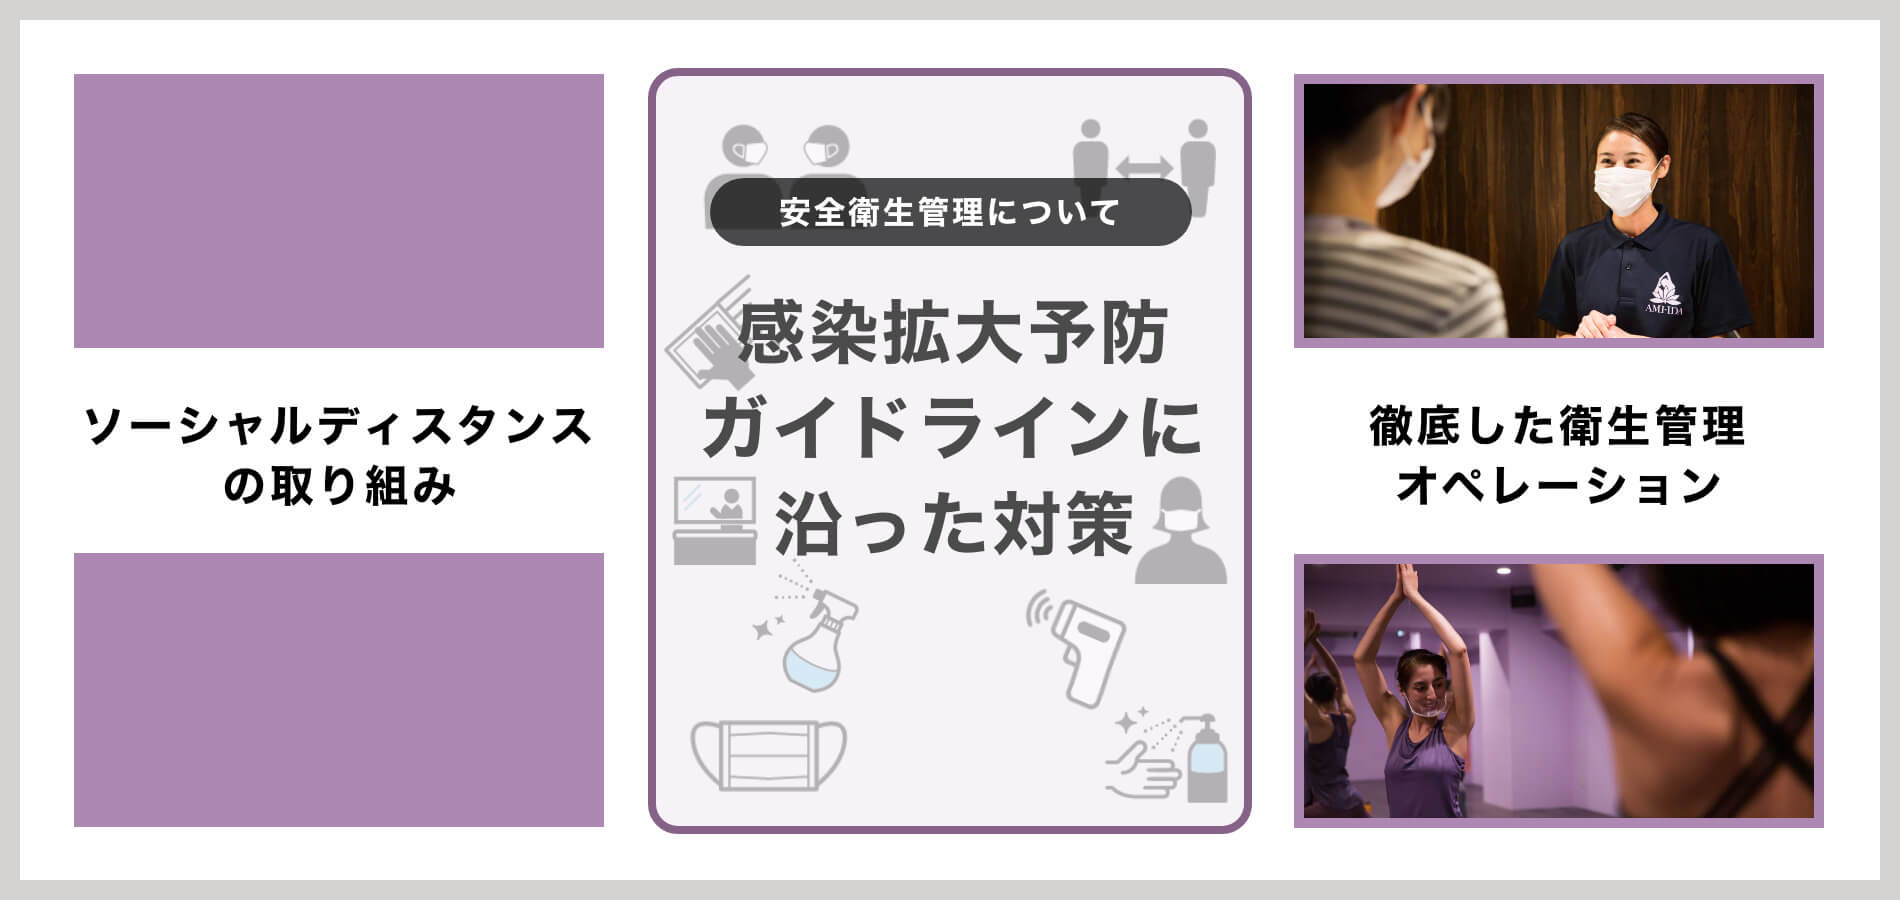 ソーシャルディスタンス
の取り組み
安全衛生管理について
感染拡大予防
ガイドラインに
沿った対策
AMI-IDA
徹底した衛生管理
オペレーション